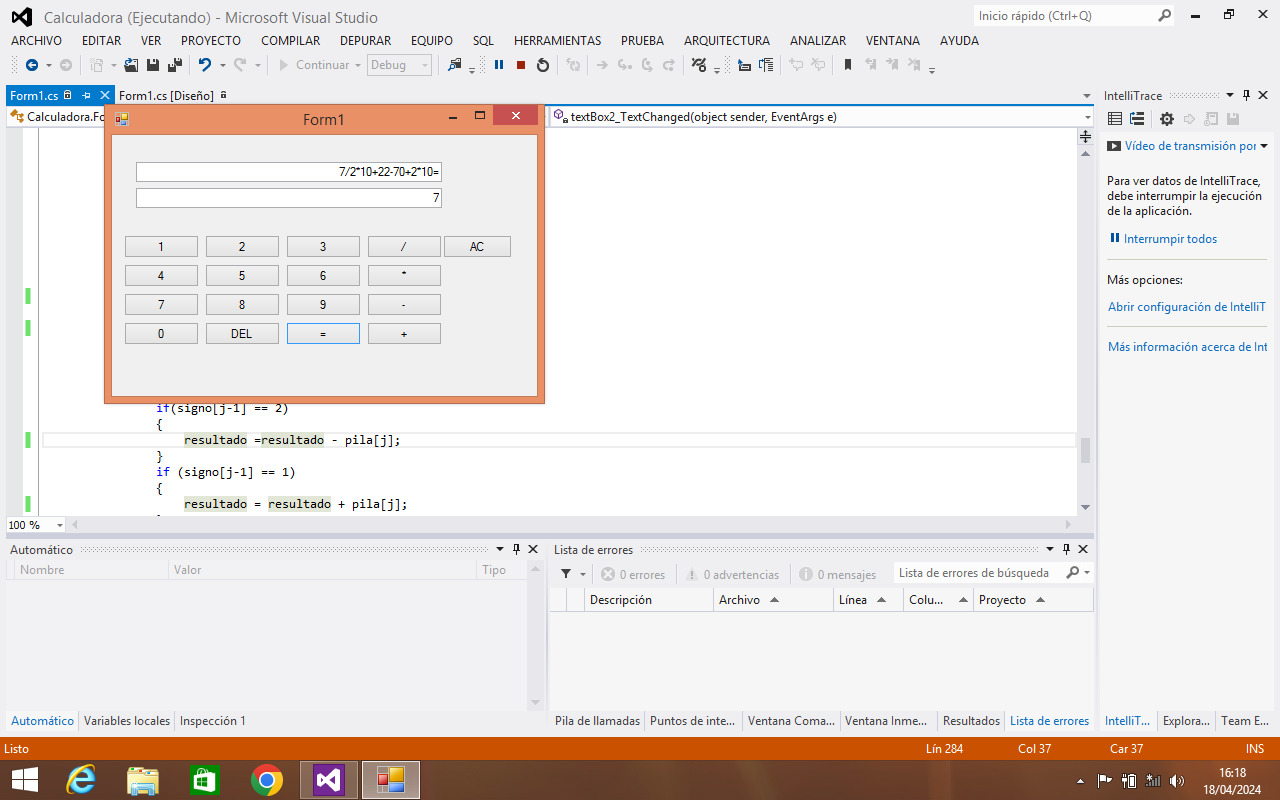 Calculadora (Ejecutando) - Microsoft Visual Studio
Inicio rápido (Ctrl+Q)
ARCHIVO EDITAR VER PROYECTO COMPILAR DEPURAR EQUIPO SQL HERRAMIENTAS PRUEBA ARQUITECTURA ANALIZAR VENTANA AYUDA
Continuar Debug
Form1.cs Form1.cs [Diseño]
Calculadora.Fo
textBox2_TextChanged(object sender, EventArgs e)
Form1
7/2*10+22-70+2*10=
7
1 2 3 / AC
4 5 6 *
7 8 9 -
0 DEL = +
if(signo[j-1] == 2)
{
resultado =resultado - pila[j];
}
if (signo[j-1] == 1)
{
resultado = resultado + pila[j];
100 %
IntelliTrace
Vídeo de transmisión por
Para ver datos de IntelliTrace,
debe interrumpir la ejecución
de la aplicación.
Interrumpir todos
Más opciones:
Abrir configuración de IntelliT
Más información acerca de Int
Automático
Nombre Valor Tipo
Automático Variables locales Inspección 1
Lista de errores
0 errores 0 advertencias 0 mensajes Lista de errores de búsqueda
Descripción Archivo Línea Colu... Proyecto
Pila de llamadas Puntos de inte... Ventana Coma... Ventana Inme... Resultados Lista de errores
IntelliT... Explora... Team E...
Listo Lín 284 Col 37 Car 37 INS
16:18
18/04/2024